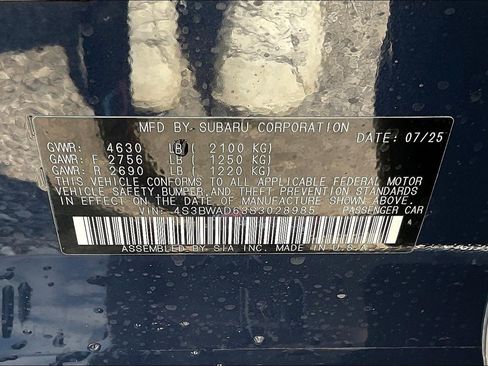 MFD BY SUBARU CORPORATION
DATE: 07/25
GVWR: 4630 LB ( 2100 KG)
GAWR: F 2756 LB ( 1250 KG)
GAWR: R 2690 LB ( 1220 KG)
THIS VEHICLE CONFORMS TO ALL APPLICABLE FEDERAL MOTOR
VEHICLE SAFETY, BUMPER, AND THEFT PREVENTION STANDARDS
IN EFFECT ON THE DATE OF MANUFACTURE SHOWN ABOVE.
VIN: PASSENGER CAR
ASSEMBLED BY SIA INC. MADE IN U.S.A.